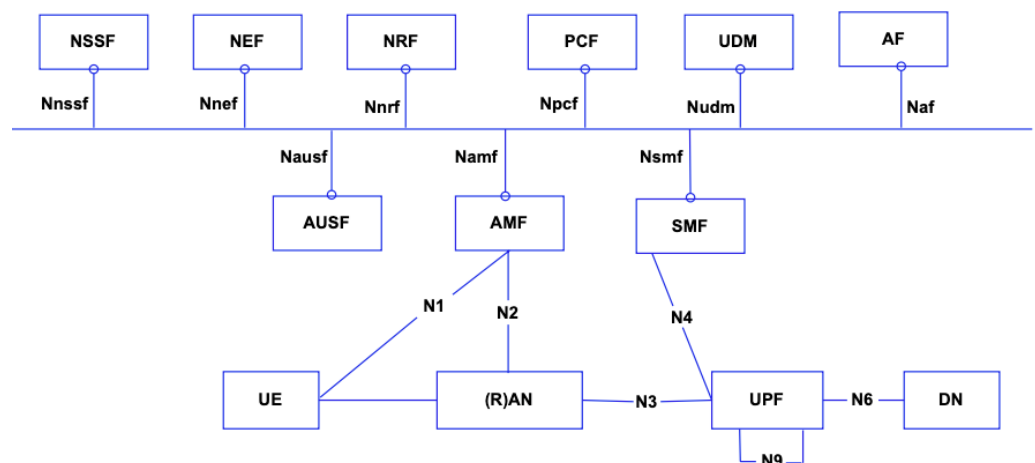 NSSF
NEF
NRF
PCF
UDM
AF
Nnssf
Nnef
Nnrf
Npcf
Nudm
Naf
Nausf
Namf
Nsmf
AUSF
AMF
SMF
N1
N2
N4
UE
(R)AN
N3
UPF
N6
DN
N9